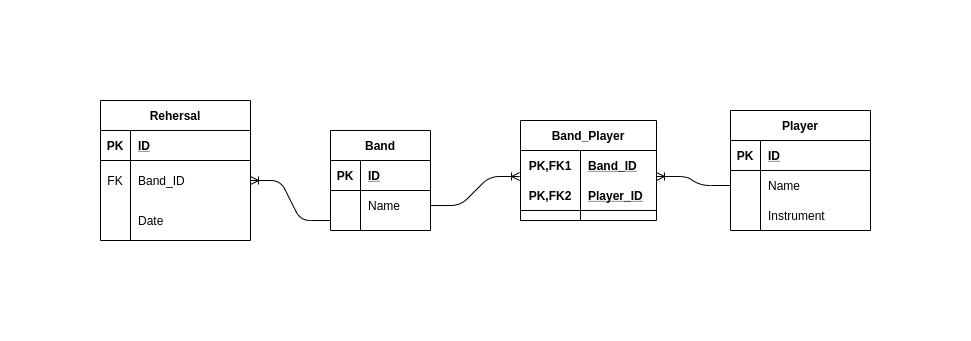 Rehersal
PK ID
FK Band_ID
Date
Band
PK ID
Name
Band_Player
PK,FK1 Band_ID
PK,FK2 Player_ID
Player
PK ID
Name
Instrument